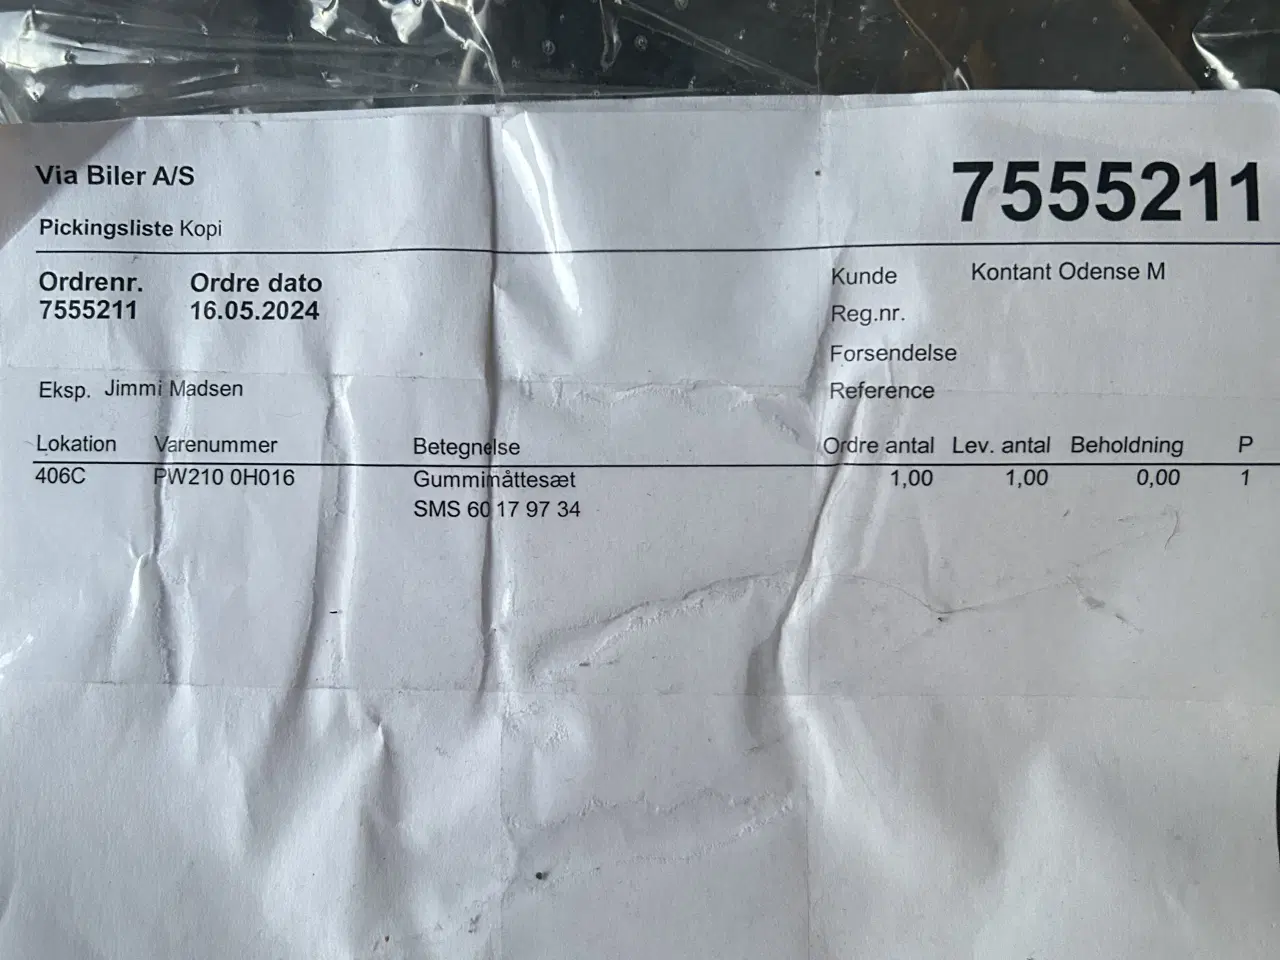 Via Biler A/S
7555211
Pickingsliste Kopi
Ordrenr. Ordre dato
7555211 16.05.2024
Kunde Kontant Odense M
Reg.nr.
Forsendelse
Reference
Eksp. Jimmi Madsen
Lokation Varenummer Betegnelse Ordre antal Lev. antal Beholdning P
406C PW210 0H016 Gummimåttesæt 1,00 1,00 0,00 1
SMS 60 17 97 34